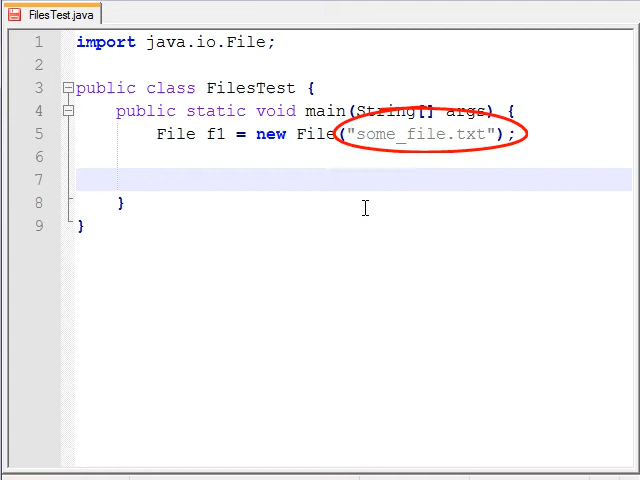 FilesTest.java
1 import java.io.File;
2
3 public class FilesTest {
4 public static void main(String[] args) {
5 File f1 = new File("some_file.txt");
6
7
8 }
9 }